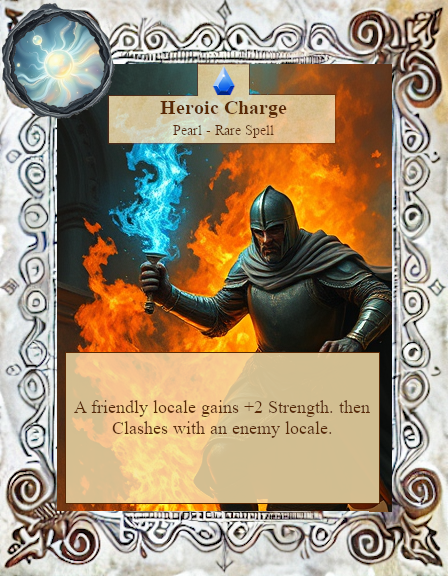 Heroic Charge
Pearl - Rare Spell
A friendly locale gains +2 Strength. then
Clashes with an enemy locale.